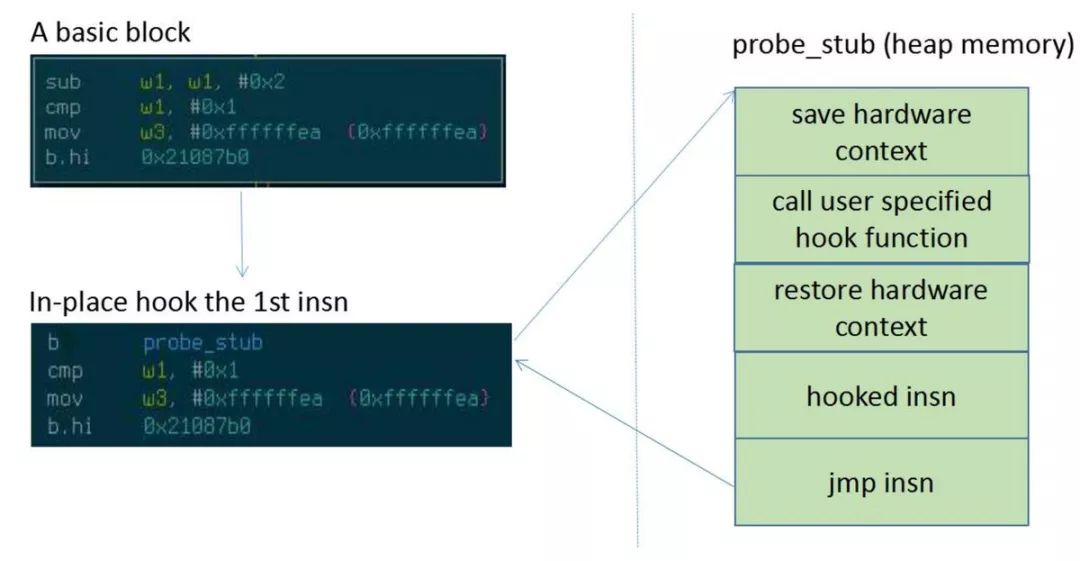 A basic block
sub w1, w1, #0x2
cmp w1, #0x1
mov w3, #0xffffffea {0xffffffea}
b.hi 0x21087b0
In-place hook the 1st insn
b probe_stub
cmp w1, #0x1
mov w3, #0xffffffea {0xffffffea}
b.hi 0x21087b0
probe_stub (heap memory)
save hardware
context
call user specified
hook function
restore hardware
context
hooked insn
jmp insn